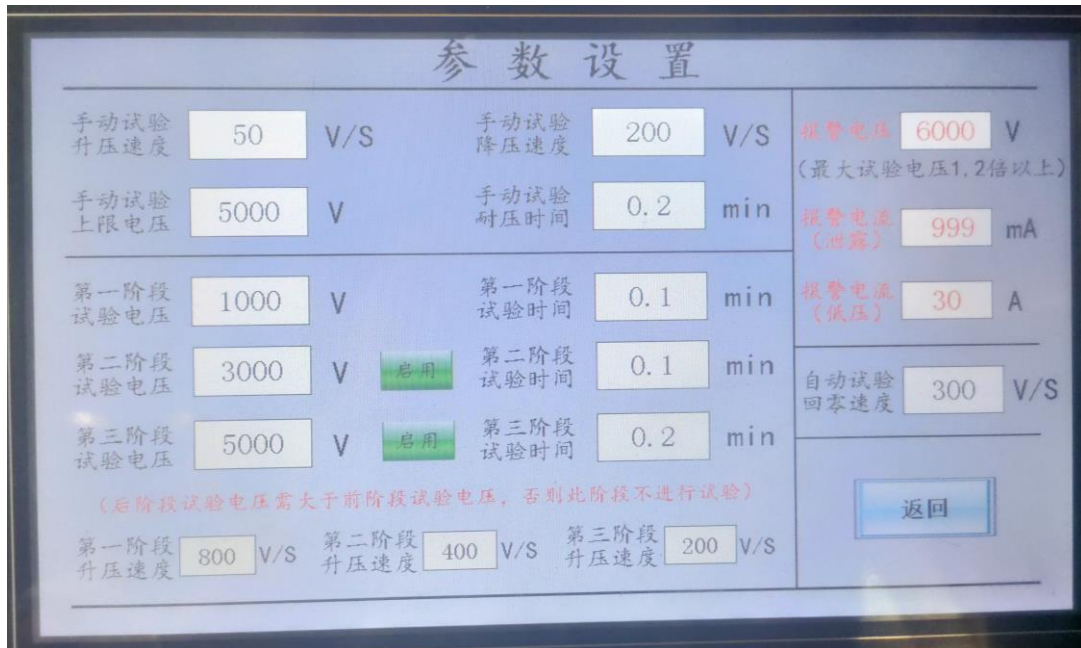 参数设置
手动试验
升压速度
50
V/S
手动试验
降压速度
200
V/S
手动试验
上限电压
5000
V
手动试验
耐压时间
0.2
min
第一阶段
试验电压
1000
V
第一阶段
试验时间
0.1
min
第二阶段
试验电压
3000
V
启用
第二阶段
试验时间
0.1
min
第三阶段
试验电压
5000
V
启用
第三阶段
试验时间
0.2
min
(后阶段试验电压需大于前阶段试验电压，否则此阶段不进行试验)
第一阶段
升压速度
800
V/S
第二阶段
升压速度
400
V/S
第三阶段
升压速度
200
V/S
报警电压
6000
V
(最大试验电压1.2倍以上)
报警电流
(泄露)
999
mA
报警电流
(低压)
30
A
自动试验
回零速度
300
V/S
返回